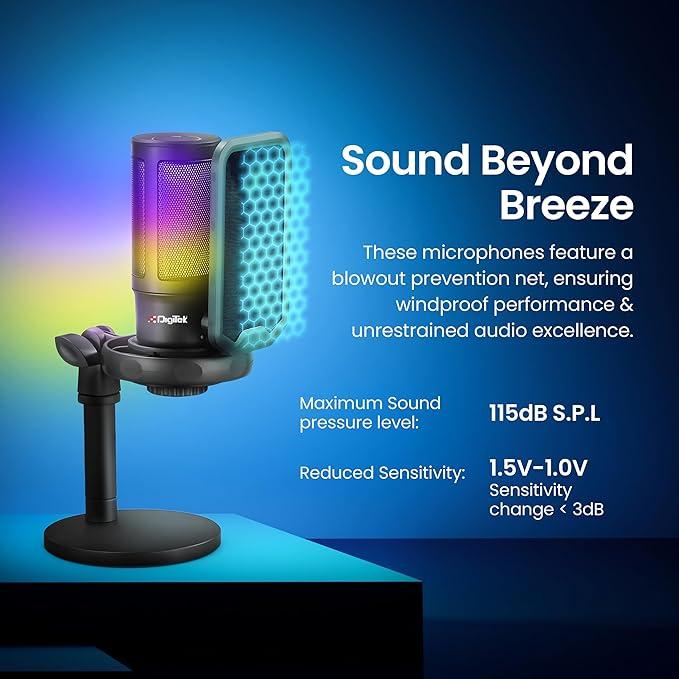 DigiTek
Sound Beyond
Breeze
These microphones feature a
blowout prevention net, ensuring
windproof performance &
unrestrained audio excellence.
Maximum Sound
pressure level:
115dB S.P.L
Reduced Sensitivity:
1.5V-1.0V
Sensitivity
change < 3dB